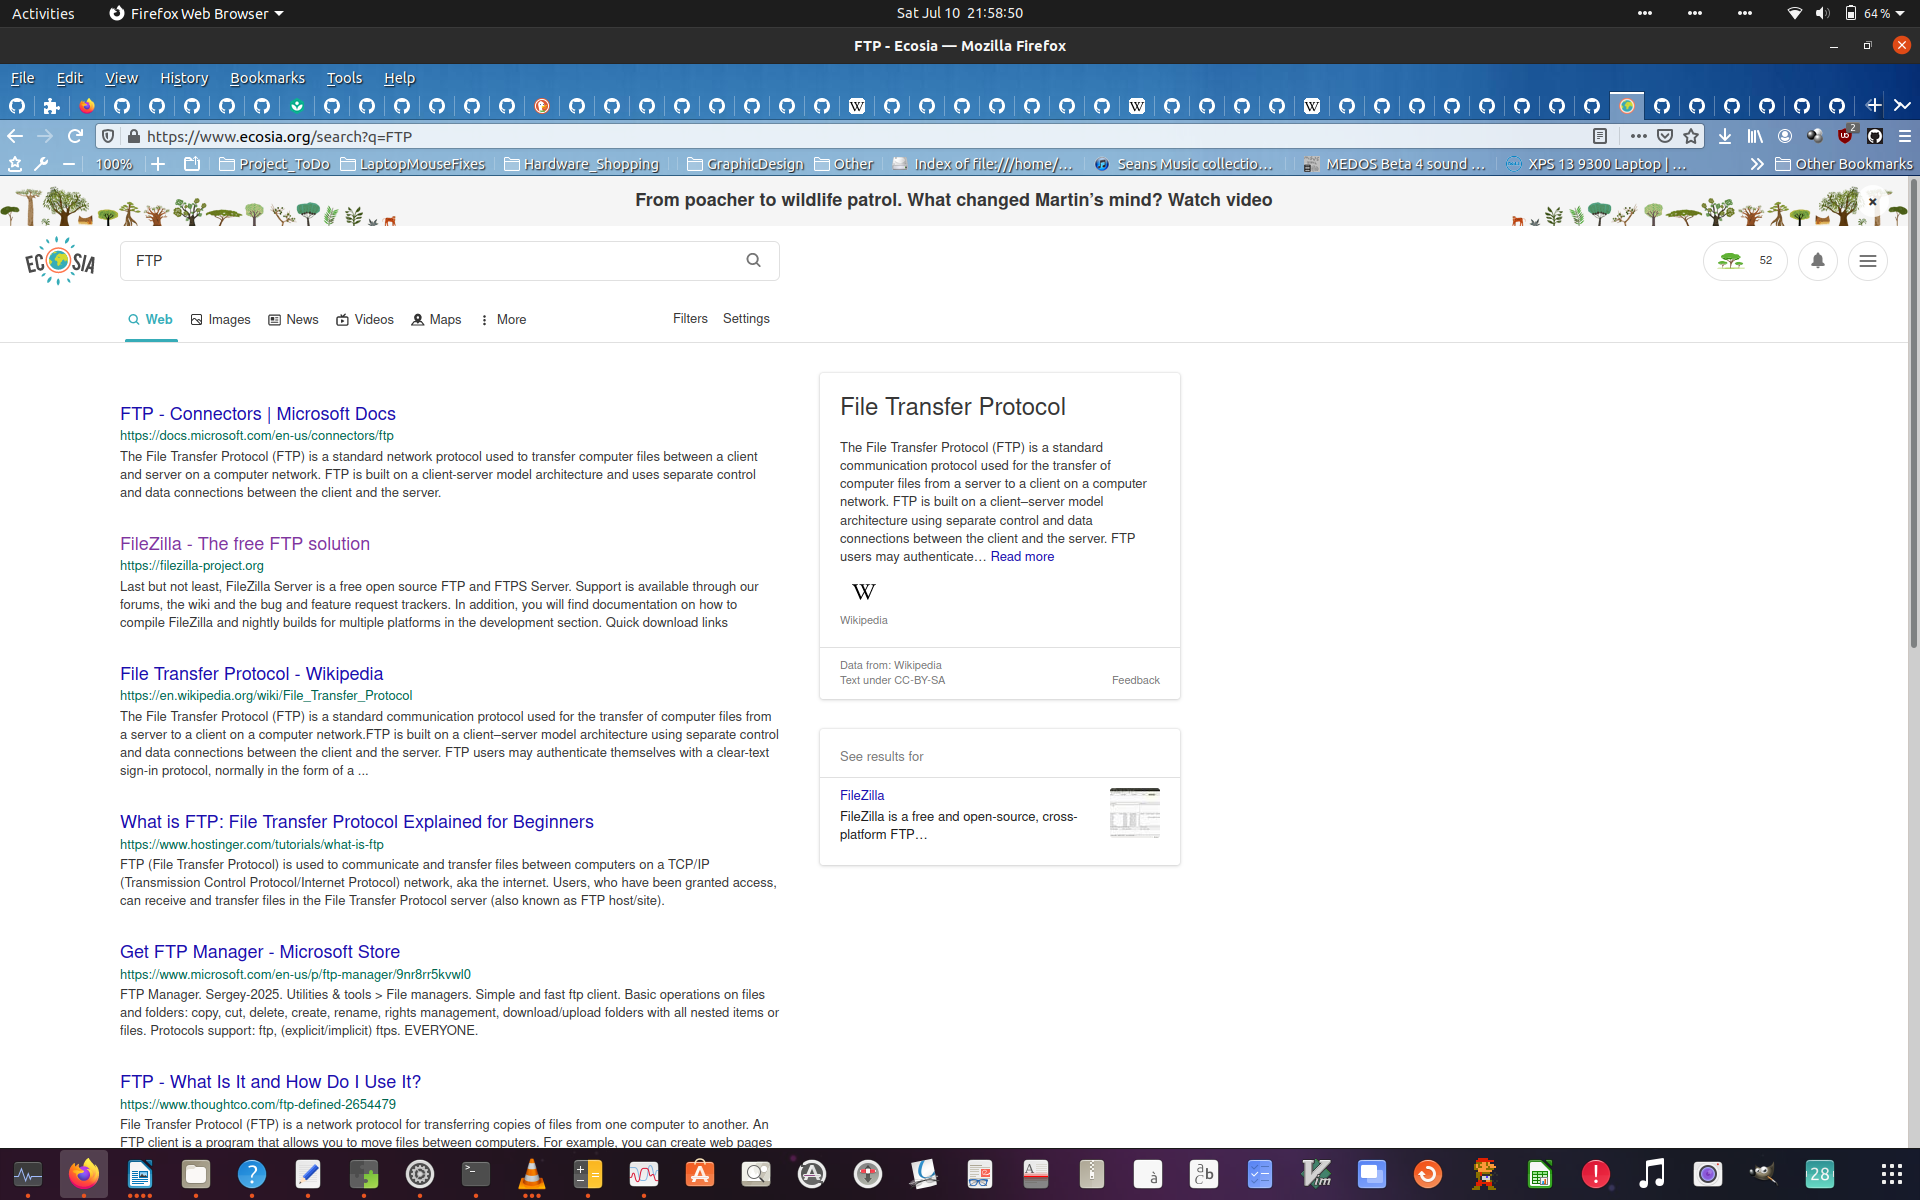 Activities
Firefox Web Browser
Sat Jul 10 21:58:50
64 %
FTP - Ecosia — Mozilla Firefox
File Edit View History Bookmarks Tools Help
https://www.ecosia.org/search?q=FTP
2
100%
Project_ToDo
LaptopMouseFixes
Hardware_Shopping
GraphicDesign
Other
Index of file:///home/...
Seans Music collectio...
MEDOS Beta 4 sound ...
XPS 13 9300 Laptop | ...
Other Bookmarks
From poacher to wildlife patrol. What changed Martin's mind? Watch video
ECOSIA
FTP
52
Web
Images
News
Videos
Maps
More
Filters
Settings
FTP - Connectors | Microsoft Docs
https://docs.microsoft.com/en-us/connectors/ftp
The File Transfer Protocol (FTP) is a standard network protocol used to transfer computer files between a client
and server on a computer network. FTP is built on a client-server model architecture and uses separate control
and data connections between the client and the server.
FileZilla - The free FTP solution
https://filezilla-project.org
Last but not least, FileZilla Server is a free open source FTP and FTPS Server. Support is available through our
forums, the wiki and the bug and feature request trackers. In addition, you will find documentation on how to
compile FileZilla and nightly builds for multiple platforms in the development section. Quick download links
File Transfer Protocol - Wikipedia
https://en.wikipedia.org/wiki/File_Transfer_Protocol
The File Transfer Protocol (FTP) is a standard communication protocol used for the transfer of computer files from
a server to a client on a computer network.FTP is built on a client–server model architecture using separate control
and data connections between the client and the server. FTP users may authenticate themselves with a clear-text
sign-in protocol, normally in the form of a ...
What is FTP: File Transfer Protocol Explained for Beginners
https://www.hostinger.com/tutorials/what-is-ftp
FTP (File Transfer Protocol) is used to communicate and transfer files between computers on a TCP/IP
(Transmission Control Protocol/Internet Protocol) network, aka the internet. Users, who have been granted access,
can receive and transfer files in the File Transfer Protocol server (also known as FTP host/site).
Get FTP Manager - Microsoft Store
https://www.microsoft.com/en-us/p/ftp-manager/9nr8rr5kvwl0
FTP Manager. Sergey-2025. Utilities & tools > File managers. Simple and fast ftp client. Basic operations on files
and folders: copy, cut, delete, create, rename, rights management, download/upload folders with all nested items or
files. Protocols support: ftp, (explicit/implicit) ftps. EVERYONE.
FTP - What Is It and How Do I Use It?
https://www.thoughtco.com/ftp-defined-2654479
File Transfer Protocol (FTP) is a network protocol for transferring copies of files from one computer to another. An
FTP client is a program that allows you to move files between computers. For example, you can create web pages
File Transfer Protocol
The File Transfer Protocol (FTP) is a standard
communication protocol used for the transfer of
computer files from a server to a client on a computer
network. FTP is built on a client–server model
architecture using separate control and data
connections between the client and the server. FTP
users may authenticate… Read more
W
Wikipedia
Data from: Wikipedia
Text under CC-BY-SA
Feedback
See results for
FileZilla
FileZilla is a free and open-source, cross-
platform FTP…
28